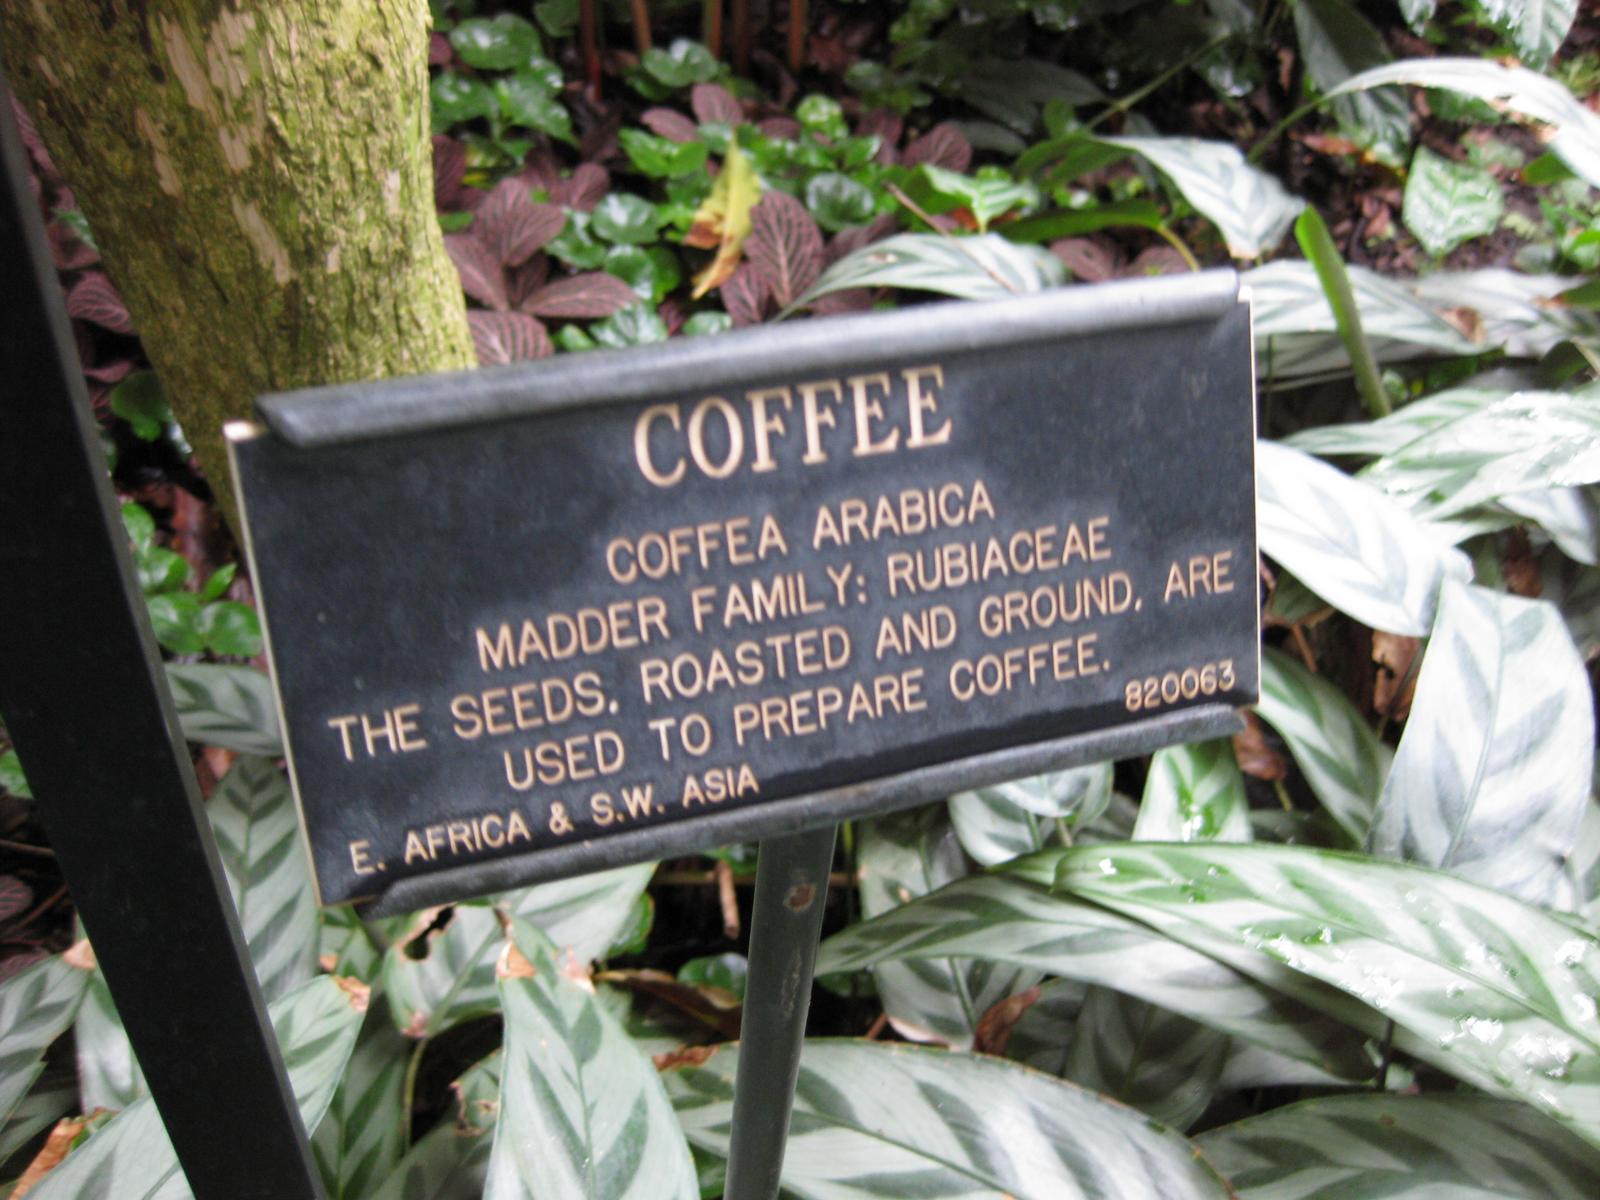 COFFEE
COFFEA ARABICA
MADDER FAMILY: RUBIACEAE
THE SEEDS, ROASTED AND GROUND, ARE
USED TO PREPARE COFFEE.
820063
E. AFRICA & S.W. ASIA